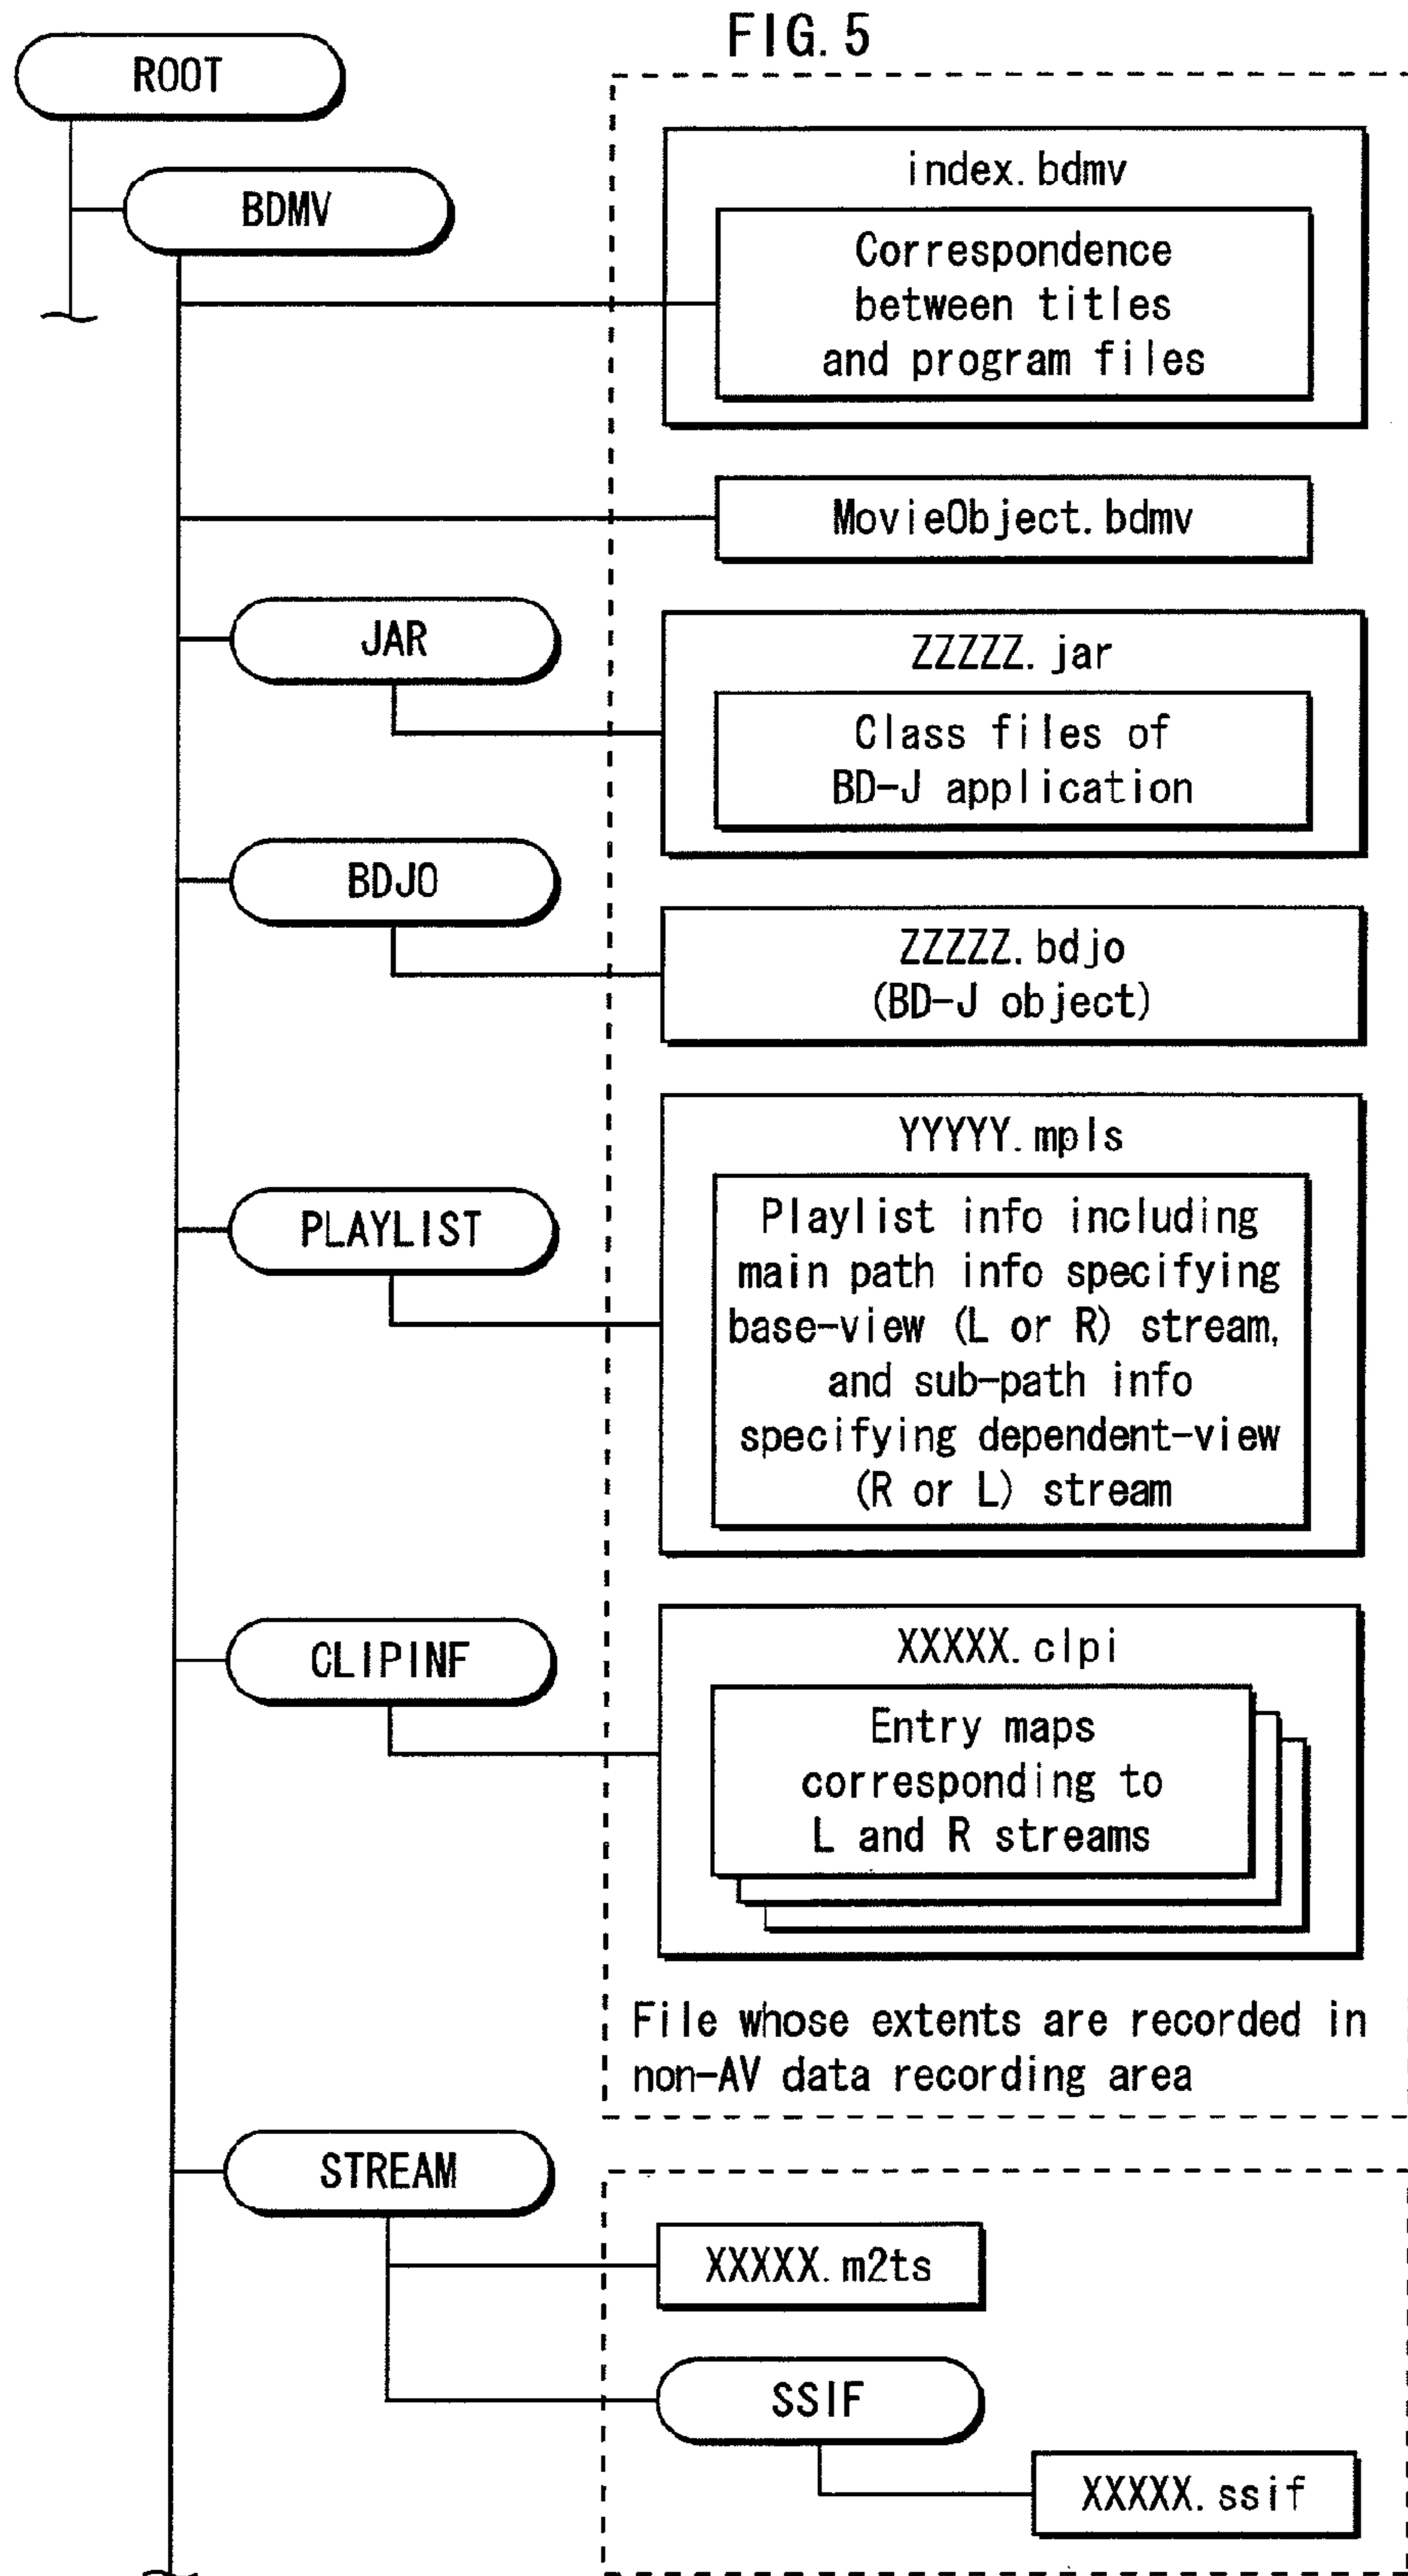 FIG. 5
ROOT
BDMV
index.bdmv
Correspondence
between titles
and program files
MovieObject.bdmv
JAR
ZZZZZ.jar
Class files of
BD-J application
BDJO
ZZZZZ.bdjo
(BD-J object)
PLAYLIST
YYYYY.mpls
Playlist info including
main path info specifying
base-view (L or R) stream,
and sub-path info
specifying dependent-view
(R or L) stream
CLIPINF
XXXXX.clpi
Entry maps
corresponding to
L and R streams
File whose extents are recorded in
non-AV data recording area
STREAM
XXXXX.m2ts
SSIF
XXXXX.ssif